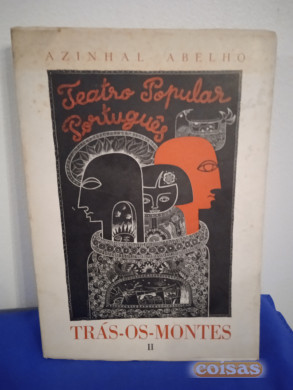 AZINHAL ABELHO
Teatro Popular
Português
TRÁS-OS-MONTES
II
coisas